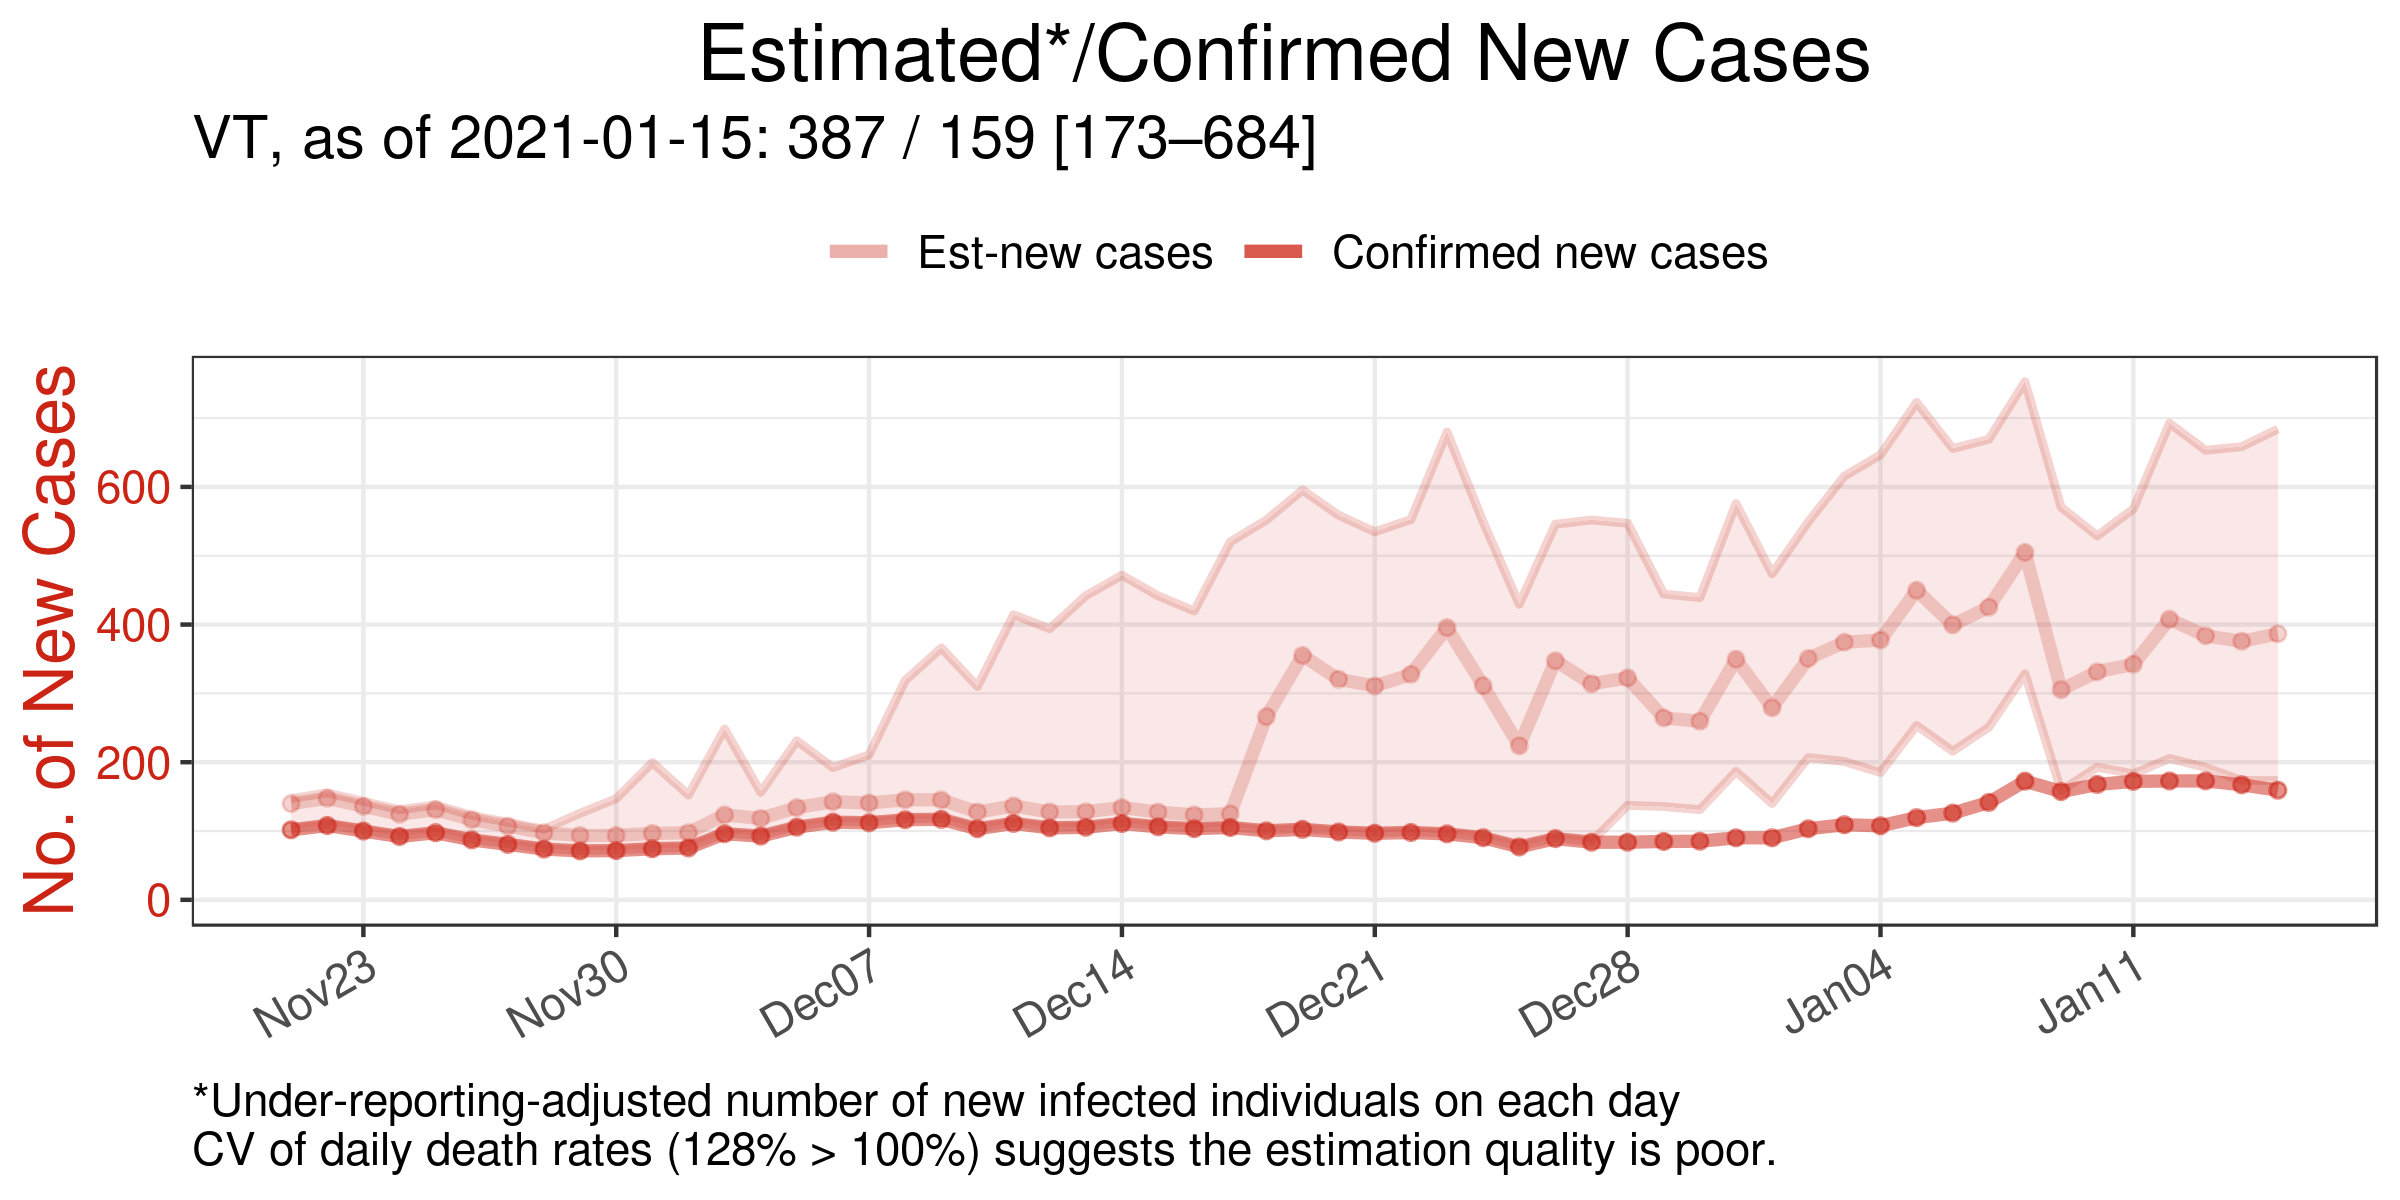 Estimated*/Confirmed New Cases
VT, as of 2021-01-15: 387 / 159 [173–684]
Est-new cases
Confirmed new cases
No. of New Cases
600
400
200
0
Nov23
Nov30
Dec07
Dec14
Dec21
Dec28
Jan04
Jan11
*Under-reporting-adjusted number of new infected individuals on each day
CV of daily death rates (128% > 100%) suggests the estimation quality is poor.